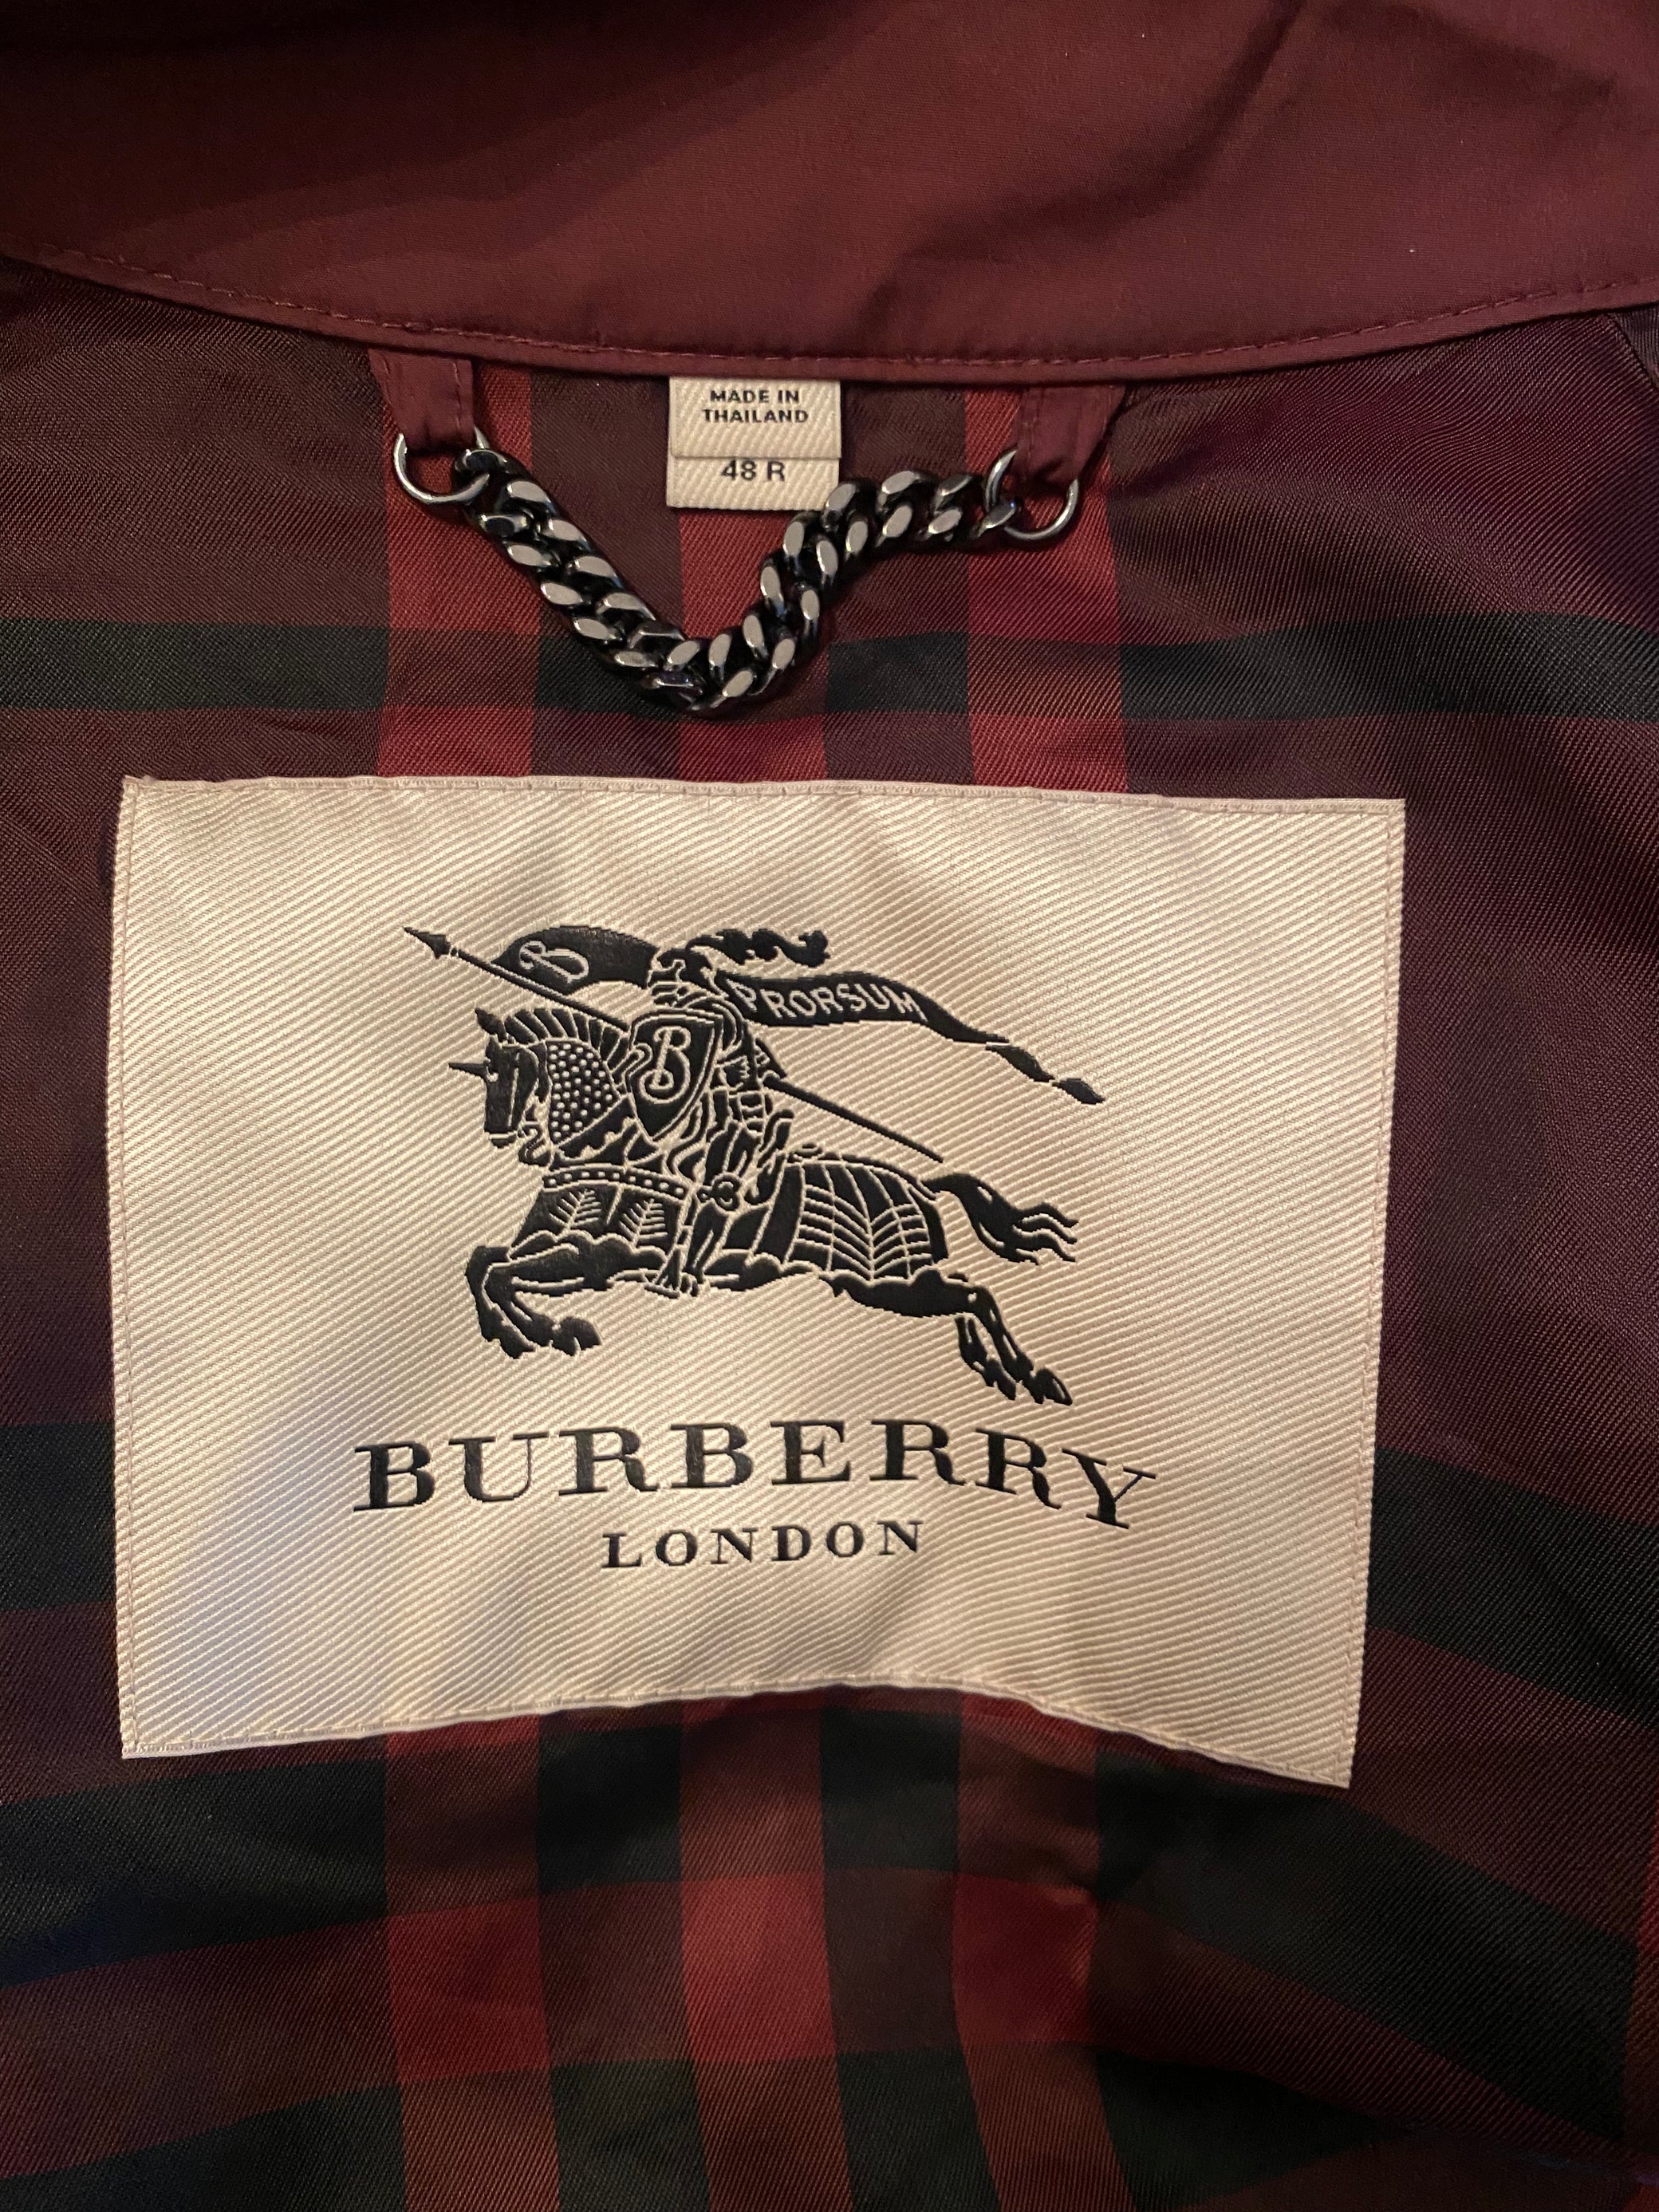 MADE IN
THAILAND
48 R
B
PRORSUM
B
BURBERRY
LONDON